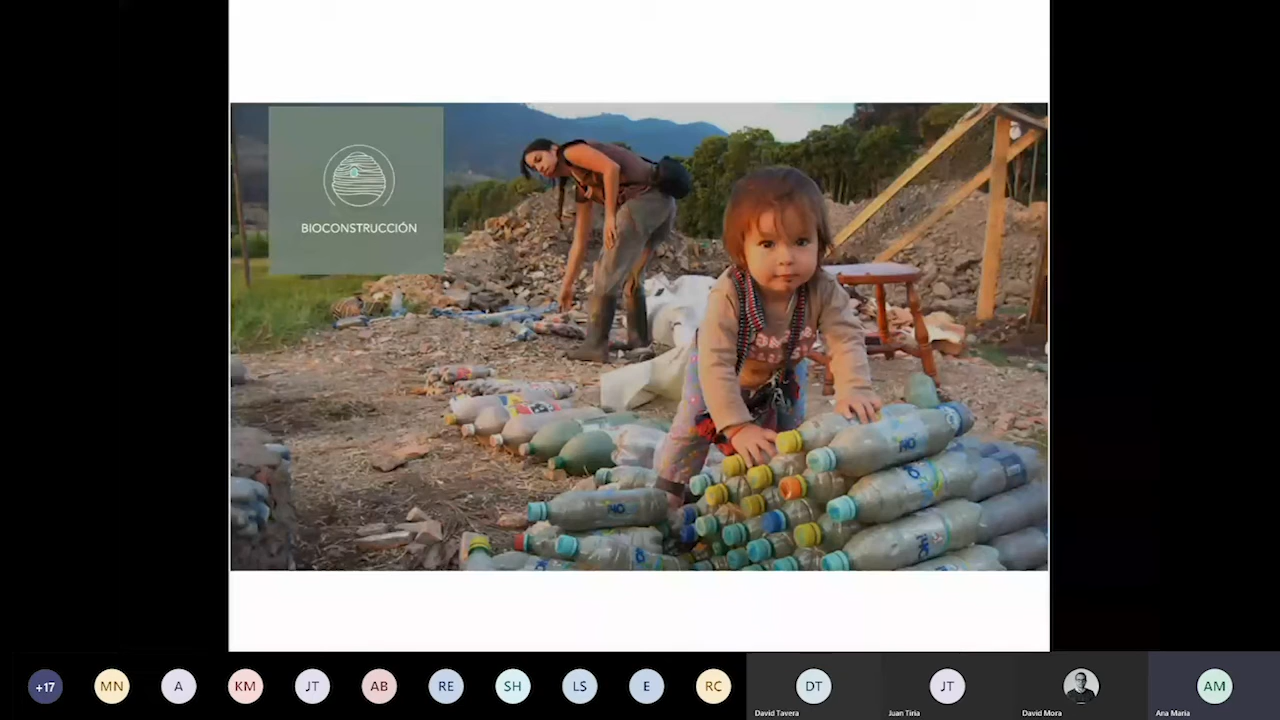 BIOCONSTRUCCIÓN
+17
MN
A
KM
JT
AB
RE
SH
LS
E
RC
DT
JT
AM
David Tavera
Juan Tiria
David Mora
Ana Maria